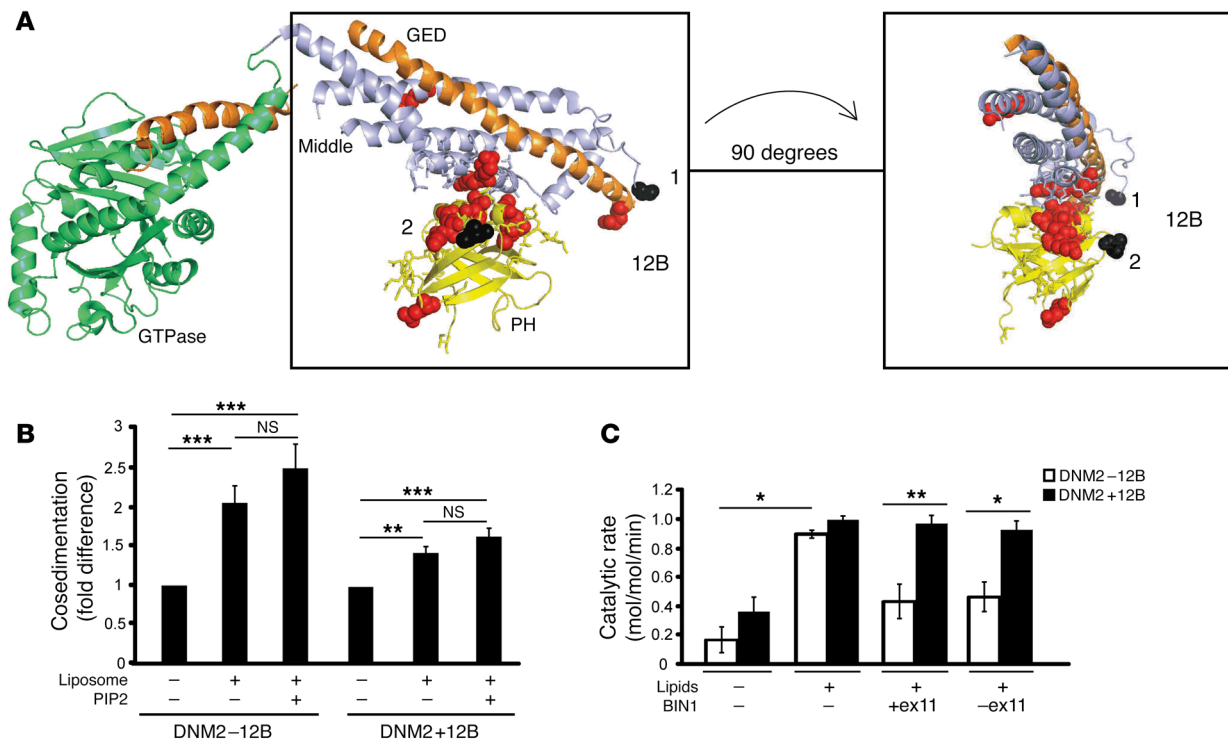 A
GED
Middle
1
2
12B
PH
GTPase
90 degrees
1
12B
2
B
Cosedimentation
(fold difference)
3
2.5
2
1.5
1
0.5
0
***
*** NS
***
** NS
Liposome − + + − + +
PIP2 − − + − − +
DNM2−12B DNM2+12B
C
DNM2−12B
DNM2+12B
Catalytic rate
(mol/mol/min)
1.2
1.0
0.8
0.6
0.4
0.2
0
* ** *
Lipids − + + +
BIN1 − − +ex11 −ex11